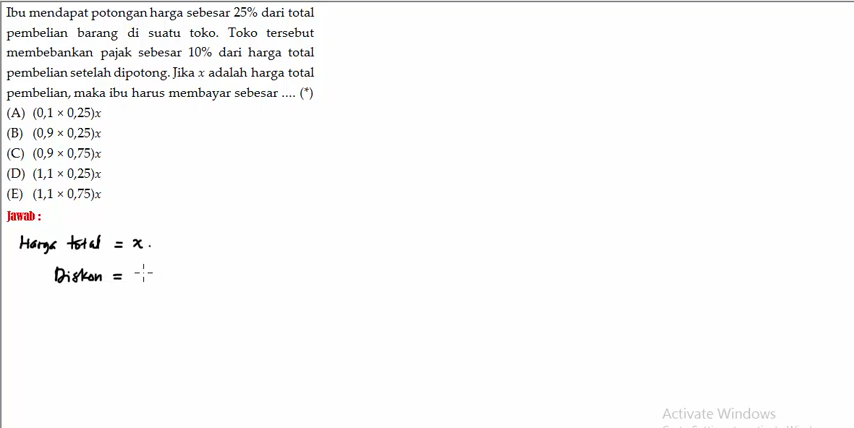 Ibu mendapat potongan harga sebesar 25% dari total
pembelian barang di suatu toko. Toko tersebut
membebankan pajak sebesar 10% dari harga total
pembelian setelah dipotong. Jika x adalah harga total
pembelian, maka ibu harus membayar sebesar .... (*)
(A) (0,1 × 0,25)x
(B) (0,9 × 0,25)x
(C) (0,9 × 0,75)x
(D) (1,1 × 0,25)x
(E) (1,1 × 0,75)x
Jawab :
Harga total = x.
Diskon =
Activate Windows